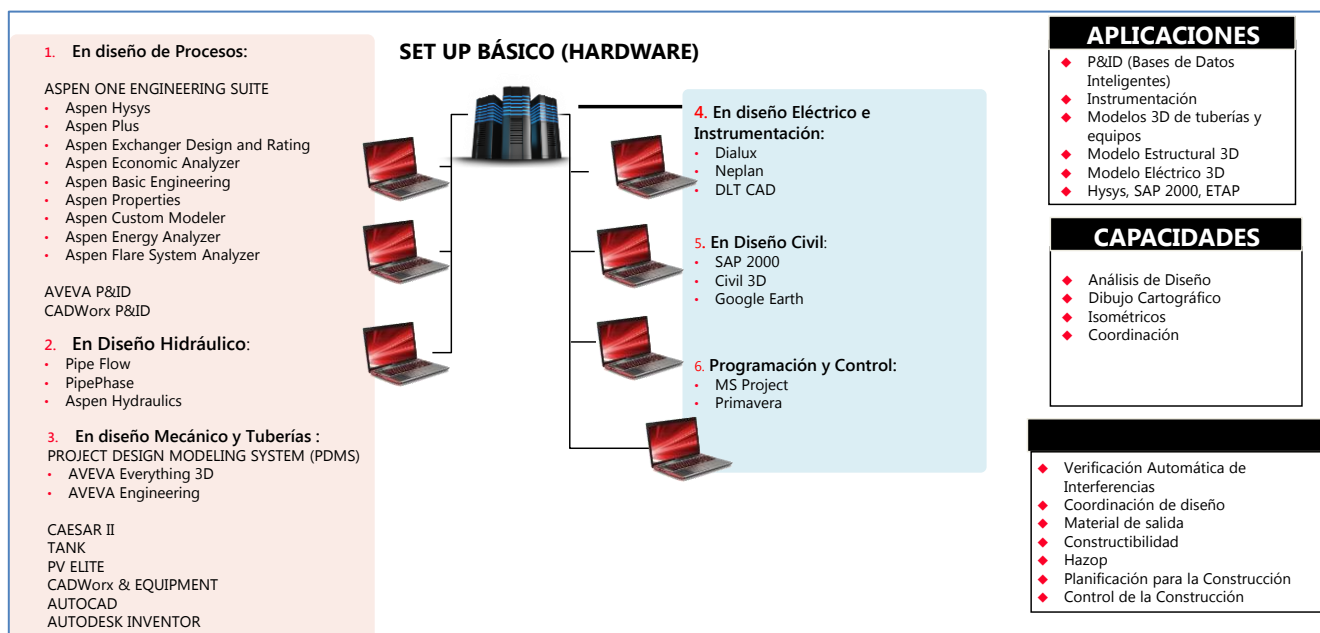 1. En diseño de Procesos:
ASPEN ONE ENGINEERING SUITE
• Aspen Hysys
• Aspen Plus
• Aspen Exchanger Design and Rating
• Aspen Economic Analyzer
• Aspen Basic Engineering
• Aspen Properties
• Aspen Custom Modeler
• Aspen Energy Analyzer
• Aspen Flare System Analyzer
AVEVA P&ID
CADWorx P&ID
2. En Diseño Hidráulico:
• Pipe Flow
• PipePhase
• Aspen Hydraulics
3. En diseño Mecánico y Tuberías :
PROJECT DESIGN MODELING SYSTEM (PDMS)
• AVEVA Everything 3D
• AVEVA Engineering
CAESAR II
TANK
PV ELITE
CADWorx & EQUIPMENT
AUTOCAD
AUTODESK INVENTOR
SET UP BÁSICO (HARDWARE)
4. En diseño Eléctrico e
Instrumentación:
• Dialux
• Neplan
• DLT CAD
5. En Diseño Civil:
• SAP 2000
• Civil 3D
• Google Earth
6. Programación y Control:
• MS Project
• Primavera
APLICACIONES
◆ P&ID (Bases de Datos
Inteligentes)
◆ Instrumentación
◆ Modelos 3D de tuberías y
equipos
◆ Modelo Estructural 3D
◆ Modelo Eléctrico 3D
◆ Hysys, SAP 2000, ETAP
CAPACIDADES
◆ Análisis de Diseño
◆ Dibujo Cartográfico
◆ Isométricos
◆ Coordinación
◆ Verificación Automática de
Interferencias
◆ Coordinación de diseño
◆ Material de salida
◆ Constructibilidad
◆ Hazop
◆ Planificación para la Construcción
◆ Control de la Construcción